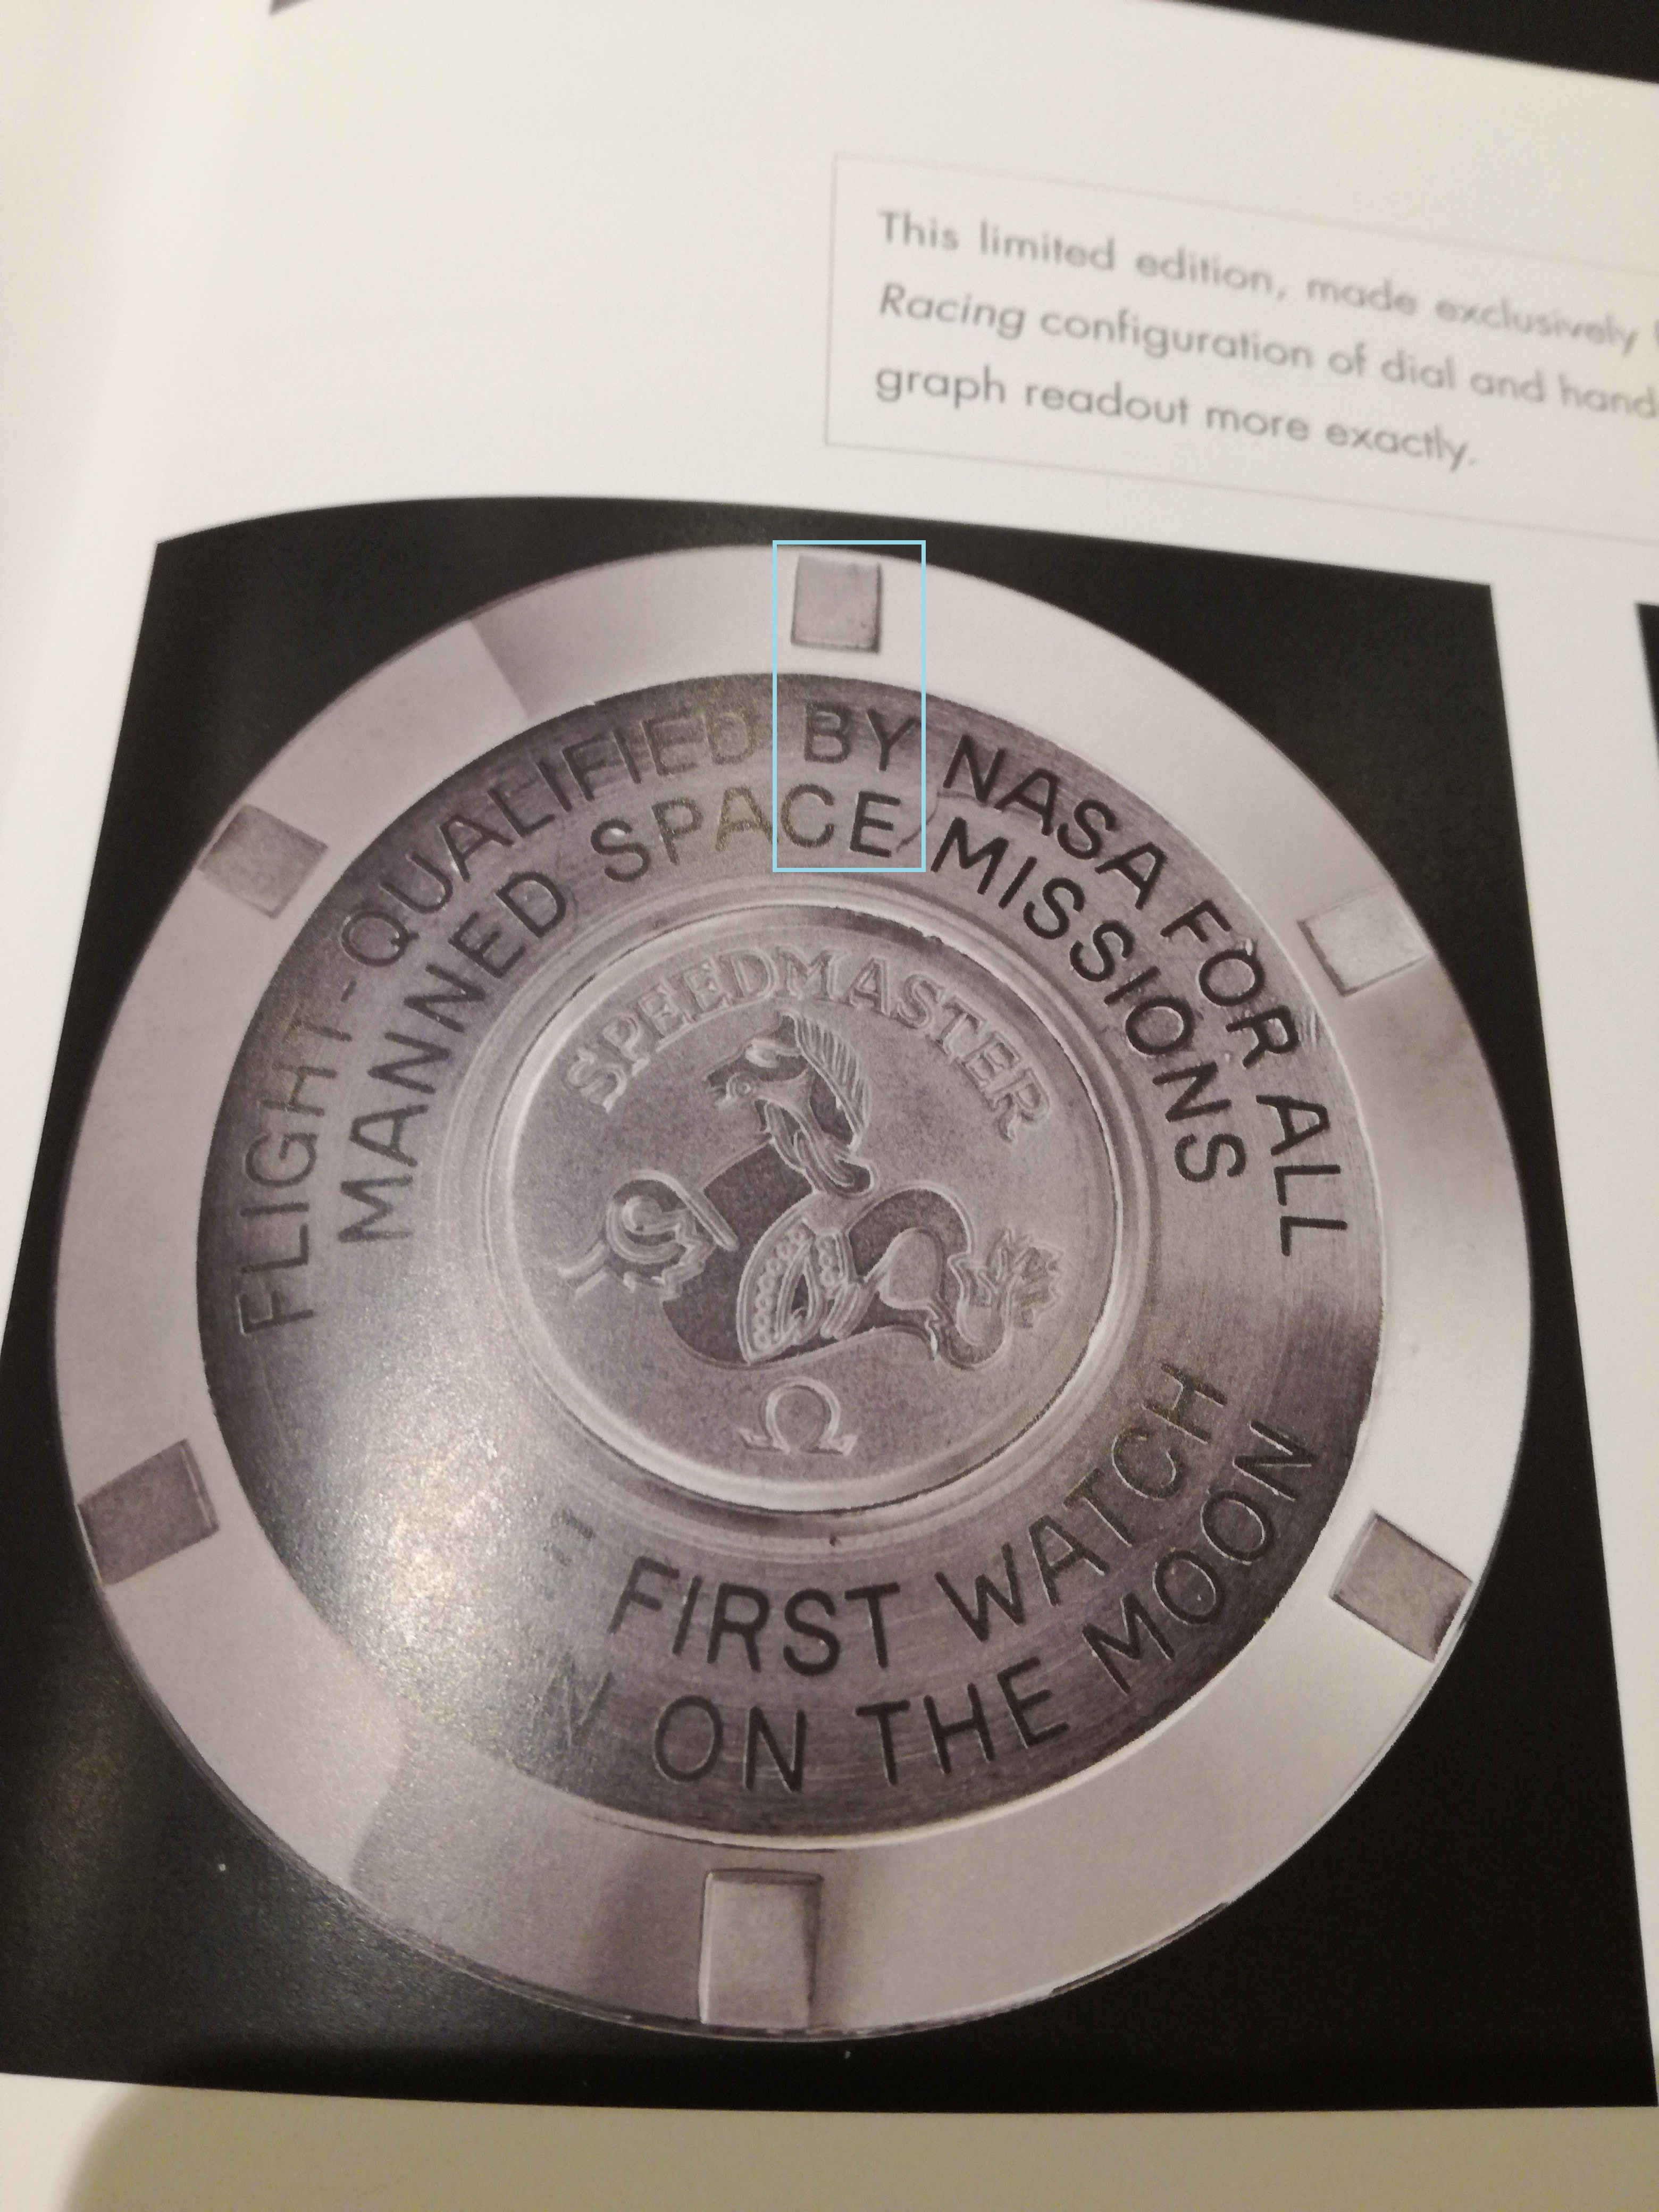 This limited edition, made exclusively
Racing configuration of dial and hand
graph readout more exactly.
FLIGHT-QUALIFIED BY NASA FOR ALL
MANNED SPACE MISSIONS
SPEEDMASTER
Ω
FIRST WATCH
N ON THE MOON